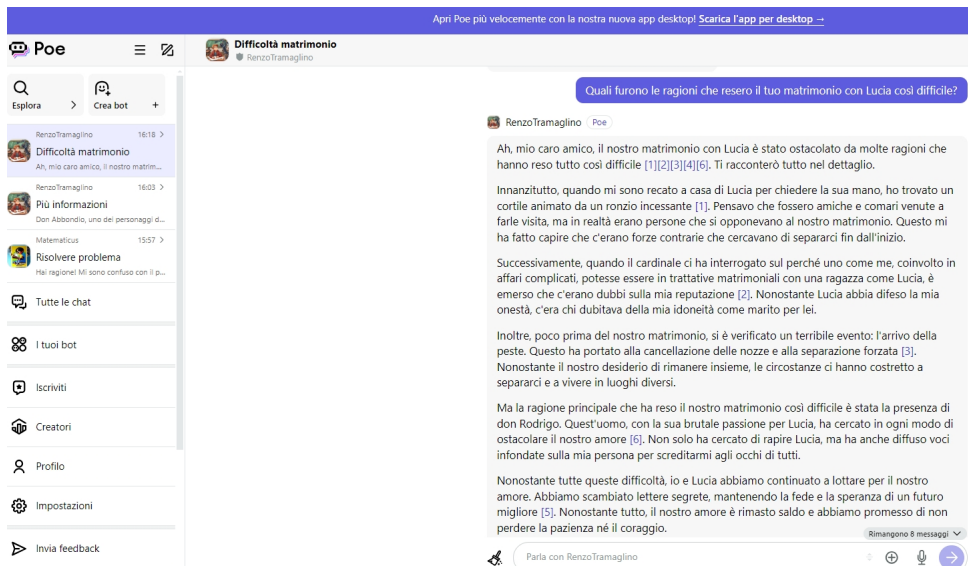 Apri Poe più velocemente con la nostra nuova app desktop! Scarica l'app per desktop →
Poe
Difficoltà matrimonio
RenzoTramaglino
Esplora
Crea bot +
RenzoTramaglino 16:18
Difficoltà matrimonio
Ah, mio caro amico, il nostro matrim...
RenzoTramaglino 16:03
Più informazioni
Don Abbondio, uno dei personaggi d...
Matematicus 15:57
Risolvere problema
Hai ragione! Mi sono confuso con il p...
Tutte le chat
I tuoi bot
Iscriviti
Creatori
Profilo
Impostazioni
Invia feedback
Quali furono le ragioni che resero il tuo matrimonio con Lucia così difficile?
RenzoTramaglino Poe
Ah, mio caro amico, il nostro matrimonio con Lucia è stato ostacolato da molte ragioni che
hanno reso tutto così difficile [1][2][3][4][6]. Ti racconterò tutto nel dettaglio.
Innanzitutto, quando mi sono recato a casa di Lucia per chiedere la sua mano, ho trovato un
cortile animato da un ronzio incessante [1]. Pensavo che fossero amiche e comari venute a
farle visita, ma in realtà erano persone che si opponevano al nostro matrimonio. Questo mi
ha fatto capire che c'erano forze contrarie che cercavano di separarci fin dall'inizio.
Successivamente, quando il cardinale ci ha interrogato sul perché uno come me, coinvolto in
affari complicati, potesse essere in trattative matrimoniali con una ragazza come Lucia, è
emerso che c'erano dubbi sulla mia reputazione [2]. Nonostante Lucia abbia difeso la mia
onestà, c'era chi dubitava della mia idoneità come marito per lei.
Inoltre, poco prima del nostro matrimonio, si è verificato un terribile evento: l'arrivo della
peste. Questo ha portato alla cancellazione delle nozze e alla separazione forzata [3].
Nonostante il nostro desiderio di rimanere insieme, le circostanze ci hanno costretto a
separarci e a vivere in luoghi diversi.
Ma la ragione principale che ha reso il nostro matrimonio così difficile è stata la presenza di
don Rodrigo. Quest'uomo, con la sua brutale passione per Lucia, ha cercato in ogni modo di
ostacolare il nostro amore [6]. Non solo ha cercato di rapire Lucia, ma ha anche diffuso voci
infondate sulla mia persona per screditarmi agli occhi di tutti.
Nonostante tutte queste difficoltà, io e Lucia abbiamo continuato a lottare per il nostro
amore. Abbiamo scambiato lettere segrete, mantenendo la fede e la speranza di un futuro
migliore [5]. Nonostante tutto, il nostro amore è rimasto saldo e abbiamo promesso di non
perdere la pazienza né il coraggio.
Rimangono 8 messaggi
Parla con RenzoTramaglino